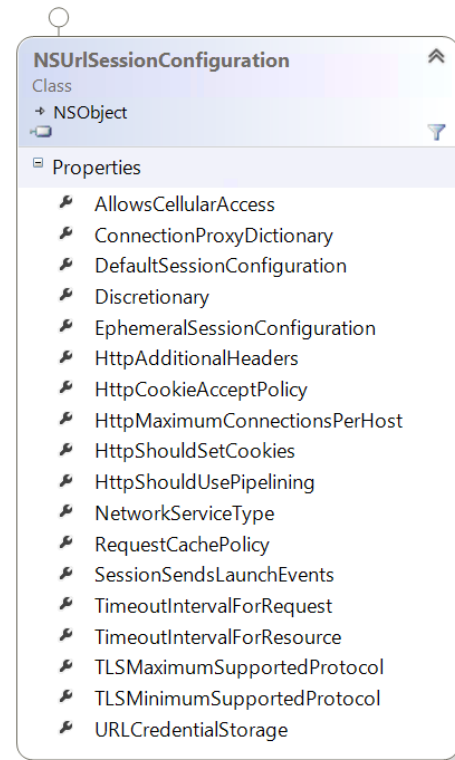 NSUrlSessionConfiguration
Class
NSObject
Properties
AllowsCellularAccess
ConnectionProxyDictionary
DefaultSessionConfiguration
Discretionary
EphemeralSessionConfiguration
HttpAdditionalHeaders
HttpCookieAcceptPolicy
HttpMaximumConnectionsPerHost
HttpShouldSetCookies
HttpShouldUsePipelining
NetworkServiceType
RequestCachePolicy
SessionSendsLaunchEvents
TimeoutIntervalForRequest
TimeoutIntervalForResource
TLSMaximumSupportedProtocol
TLSMinimumSupportedProtocol
URLCredentialStorage